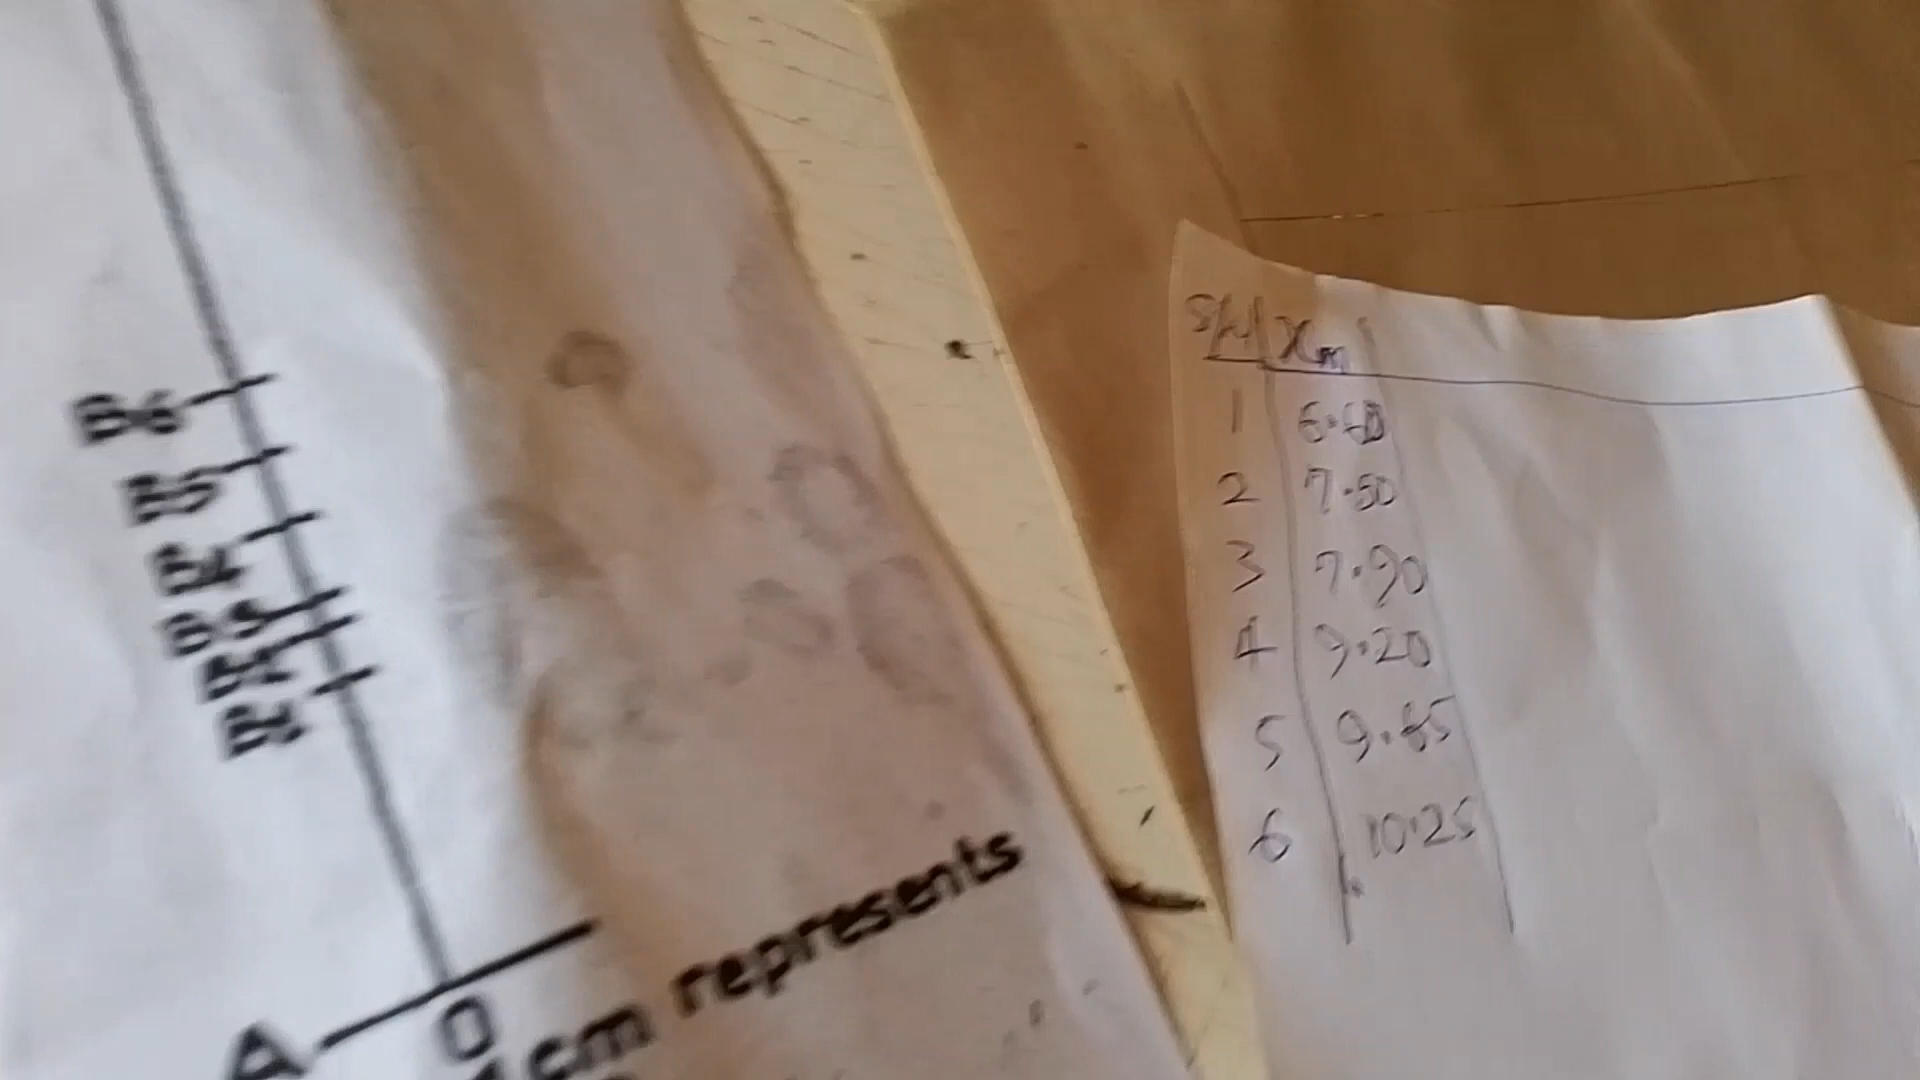 B6
B5
B4
B3
B2
B1
A
0
1cm represents
S/N Xm
1 6.60
2 7.50
3 7.90
4 9.20
5 9.65
6 10.25